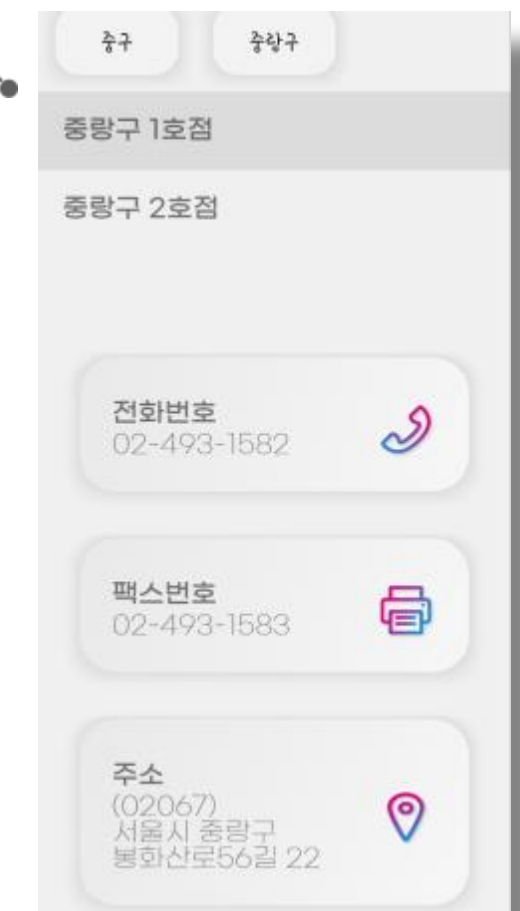 중구 중랑구
중랑구 1호점
중랑구 2호점
전화번호
02-493-1582
팩스번호
02-493-1583
주소
(02067)
서울시 중랑구
봉화산로56길 22